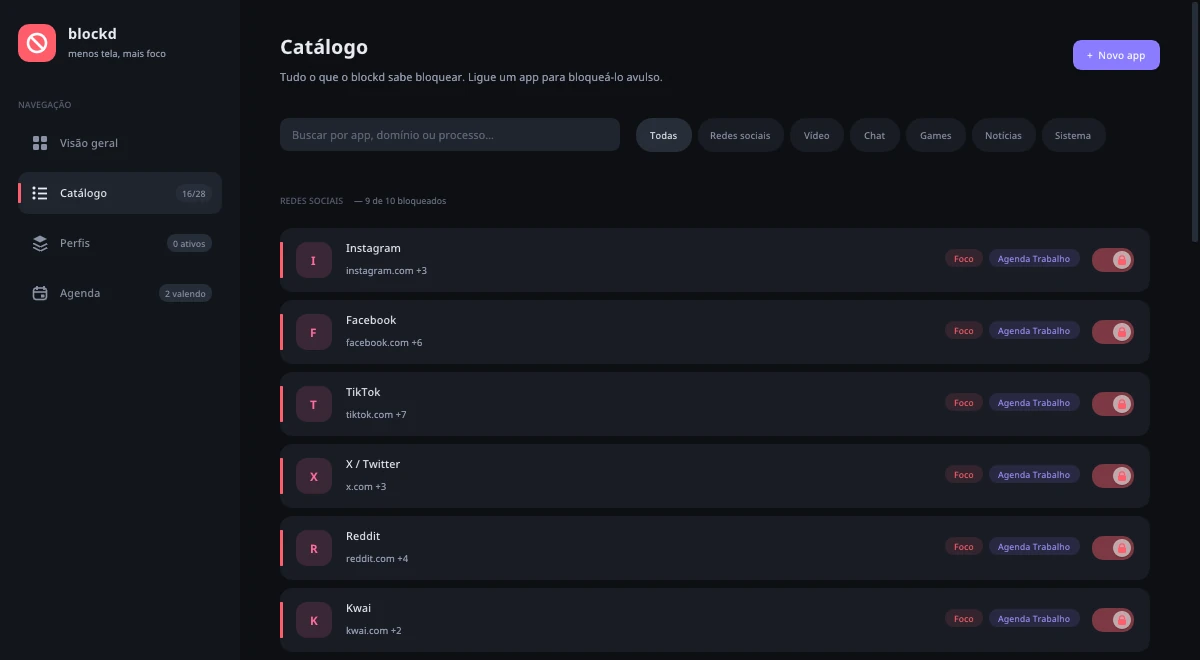 blockd
menos tela, mais foco
NAVEGAÇÃO
Visão geral
Catálogo 16/28
Perfis 0 ativos
Agenda 2 valendo
Catálogo
Tudo o que o blockd sabe bloquear. Ligue um app para bloqueá-lo avulso.
+ Novo app
Buscar por app, domínio ou processo...
Todas Redes sociais Vídeo Chat Games Notícias Sistema
REDES SOCIAIS — 9 de 10 bloqueados
I
Instagram
instagram.com +3
Foco Agenda Trabalho
F
Facebook
facebook.com +6
Foco Agenda Trabalho
T
TikTok
tiktok.com +7
Foco Agenda Trabalho
X
X / Twitter
x.com +3
Foco Agenda Trabalho
R
Reddit
reddit.com +4
Foco Agenda Trabalho
K
Kwai
kwai.com +2
Foco Agenda Trabalho